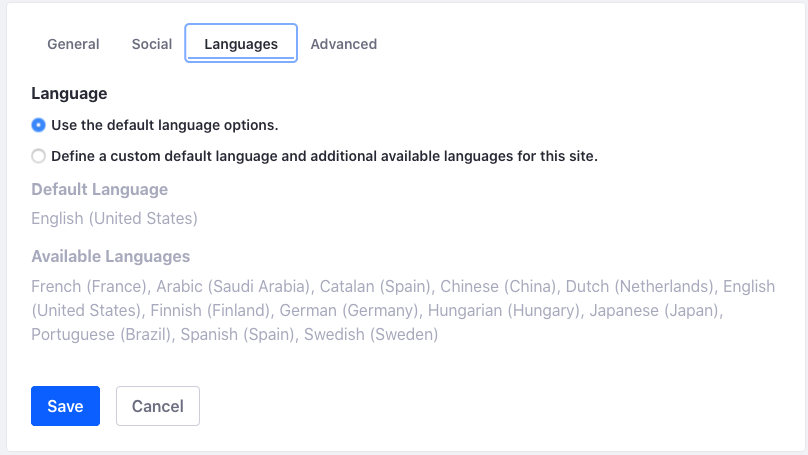 General Social Languages Advanced
Language
Use the default language options.
Define a custom default language and additional available languages for this site.
Default Language
English (United States)
Available Languages
French (France), Arabic (Saudi Arabia), Catalan (Spain), Chinese (China), Dutch (Netherlands), English
(United States), Finnish (Finland), German (Germany), Hungarian (Hungary), Japanese (Japan),
Portuguese (Brazil), Spanish (Spain), Swedish (Sweden)
Save Cancel